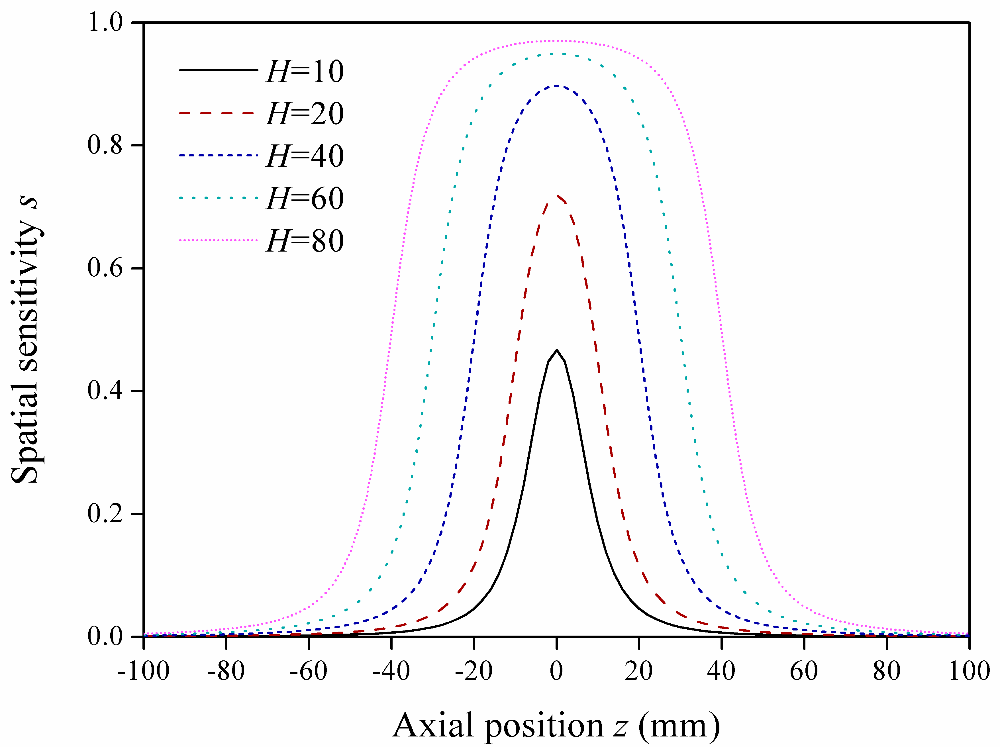 1.0
0.8
0.6
0.4
0.2
0.0
Spatial sensitivity s
H=10
H=20
H=40
H=60
H=80
-100 -80 -60 -40 -20 0 20 40 60 80 100
Axial position z (mm)